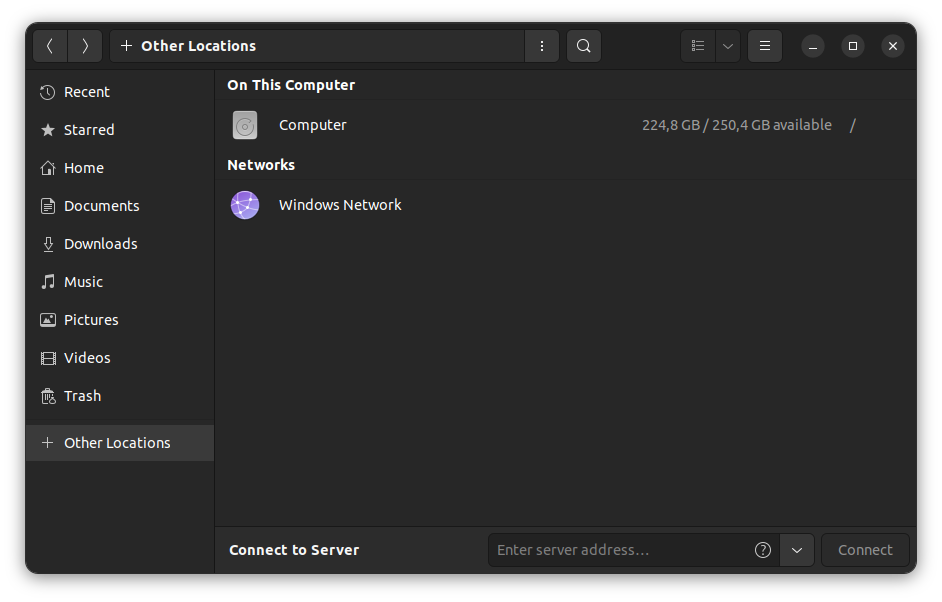 Other Locations
Recent
Starred
Home
Documents
Downloads
Music
Pictures
Videos
Trash
Other Locations
On This Computer
Computer 224,8 GB / 250,4 GB available /
Networks
Windows Network
Connect to Server Enter server address… Connect